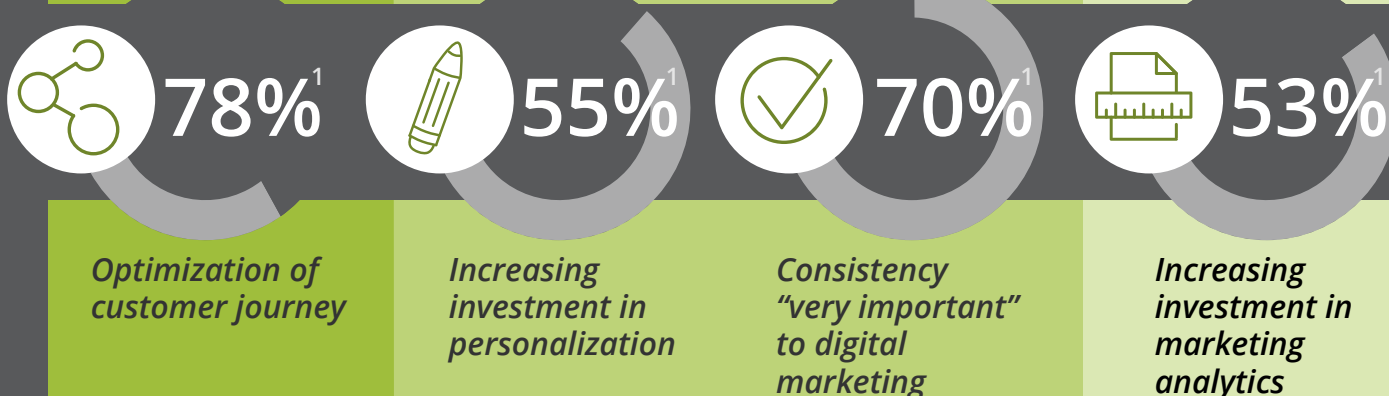 78%1
55%1
70%1
53%1
Optimization of
customer journey
Increasing
investment in
personalization
Consistency
“very important”
to digital
marketing
Increasing
investment in
marketing
analytics